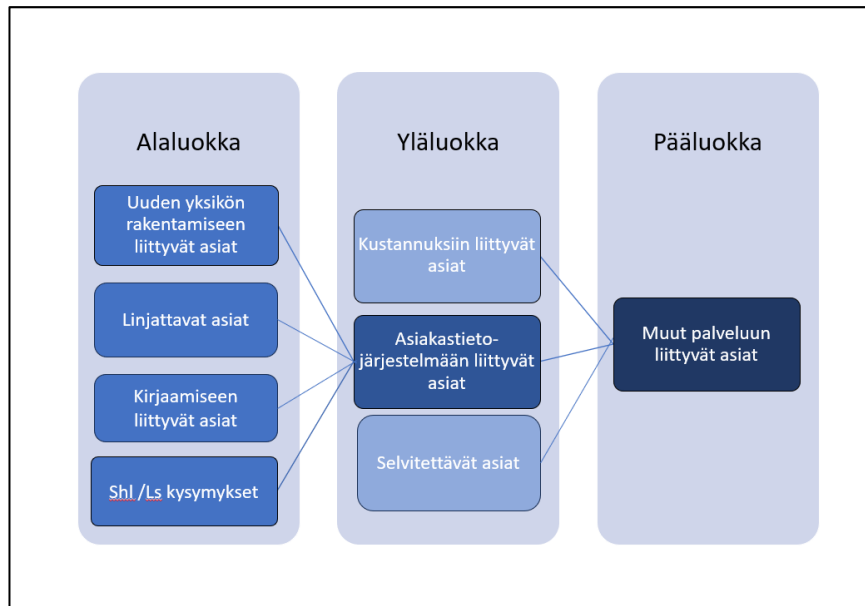 Alaluokka
Uuden yksikön
rakentamiseen
liittyvät asiat
Linjattavat asiat
Kirjaamiseen
liittyvät asiat
Shl /Ls kysymykset
Yläluokka
Kustannuksiin liittyvät
asiat
Asiakastieto-
järjestelmään liittyvät
asiat
Selvitettävät asiat
Pääluokka
Muut palveluun
liittyvät asiat